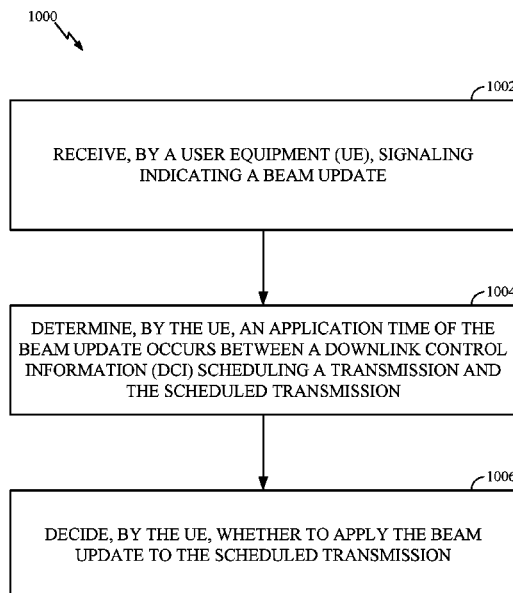 1000
1002
RECEIVE, BY A USER EQUIPMENT (UE), SIGNALING
INDICATING A BEAM UPDATE
1004
DETERMINE, BY THE UE, AN APPLICATION TIME OF THE
BEAM UPDATE OCCURS BETWEEN A DOWNLINK CONTROL
INFORMATION (DCI) SCHEDULING A TRANSMISSION AND
THE SCHEDULED TRANSMISSION
1006
DECIDE, BY THE UE, WHETHER TO APPLY THE BEAM
UPDATE TO THE SCHEDULED TRANSMISSION